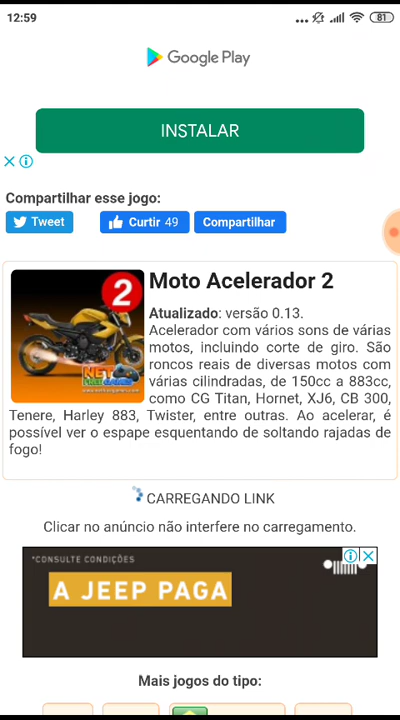 12:59
81
Google Play
INSTALAR
Compartilhar esse jogo:
Tweet
Curtir 49
Compartilhar
2
Moto Acelerador 2
Atualizado: versão 0.13.
Acelerador com vários sons de várias
motos, incluindo corte de giro. São
roncos reais de diversas motos com
várias cilindradas, de 150cc a 883cc,
como CG Titan, Hornet, XJ6, CB 300,
Tenere, Harley 883, Twister, entre outras. Ao acelerar, é
possível ver o espape esquentando de soltando rajadas de
fogo!
NET
FREE GAMES
CARREGANDO LINK
Clicar no anúncio não interfere no carregamento.
*CONSULTE CONDIÇÕES
A JEEP PAGA
Mais jogos do tipo: